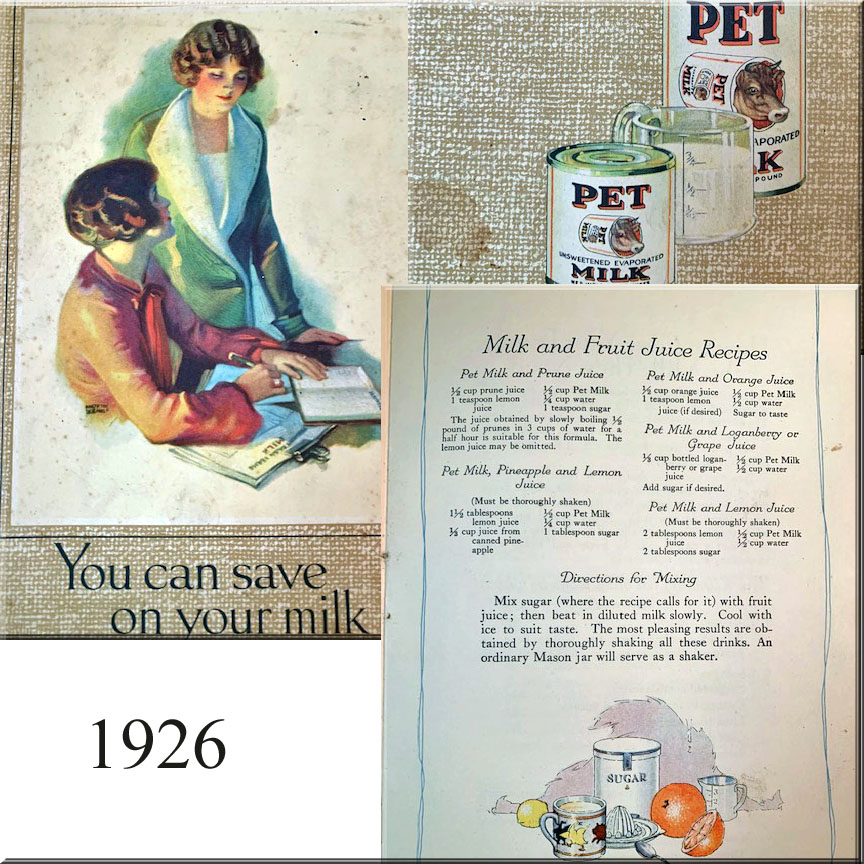 PET
PET
MILK
EVAPORATED
PET
PET
MILK
UNSWEETENED EVAPORATED
MILK
You can save
on your milk
1926
Milk and Fruit Juice Recipes
Pet Milk and Prune Juice
½ cup prune juice ½ cup Pet Milk
1 teaspoon lemon ¼ cup water
juice 1 teaspoon sugar
The juice obtained by slowly boiling ½
pound of prunes in 3 cups of water for a
half hour is suitable for this formula. The
lemon juice may be omitted.
Pet Milk, Pineapple and Lemon
Juice
(Must be thoroughly shaken)
1½ tablespoons ½ cup Pet Milk
lemon juice ¼ cup water
⅓ cup juice from 1 tablespoon sugar
canned pine-
apple
Pet Milk and Orange Juice
½ cup orange juice ½ cup Pet Milk
1 teaspoon lemon ½ cup water
juice (if desired) Sugar to taste
Pet Milk and Loganberry or
Grape Juice
⅓ cup bottled logan- ½ cup Pet Milk
berry or grape ½ cup water
juice
Add sugar if desired.
Pet Milk and Lemon Juice
(Must be thoroughly shaken)
2 tablespoons lemon ½ cup Pet Milk
juice ½ cup water
2 tablespoons sugar
Directions for Mixing
Mix sugar (where the recipe calls for it) with fruit
juice; then beat in diluted milk slowly. Cool with
ice to suit taste. The most pleasing results are ob-
tained by thoroughly shaking all these drinks. An
ordinary Mason jar will serve as a shaker.
SUGAR